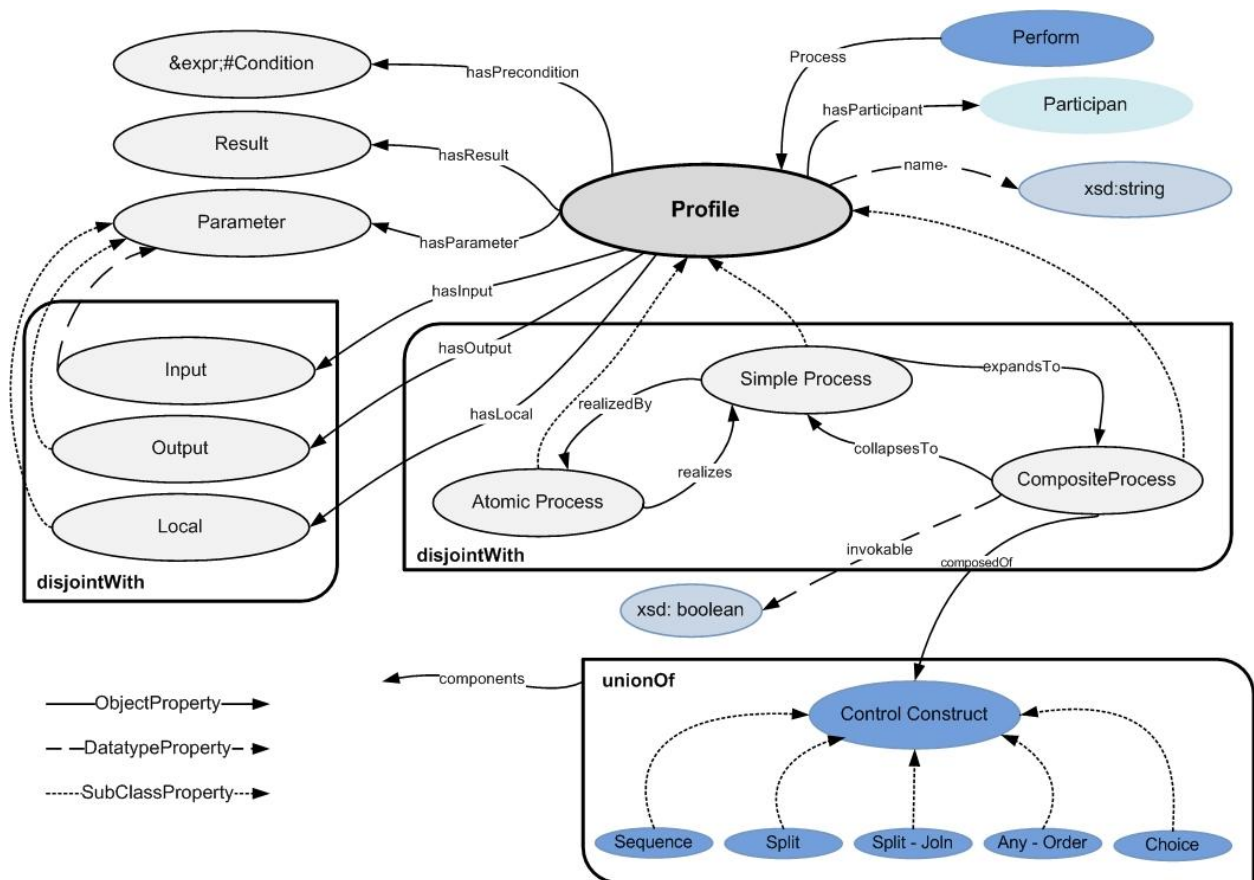 &expr;#Condition
hasPrecondition
Process
Perform
hasParticipant
Participan
Result
hasResult
name
xsd:string
Profile
Parameter
hasParameter
hasInput
Input
hasOutput
Output
hasLocal
Local
disjointWith
Simple Process
expandsTo
realizedBy
collapsesTo
realizes
Atomic Process
CompositeProcess
disjointWith
invokable
composedOf
xsd: boolean
components
unionOf
Control Construct
ObjectProperty
DatatypeProperty
SubClassProperty
Sequence
Split
Split - JoIn
Any - Order
Choice